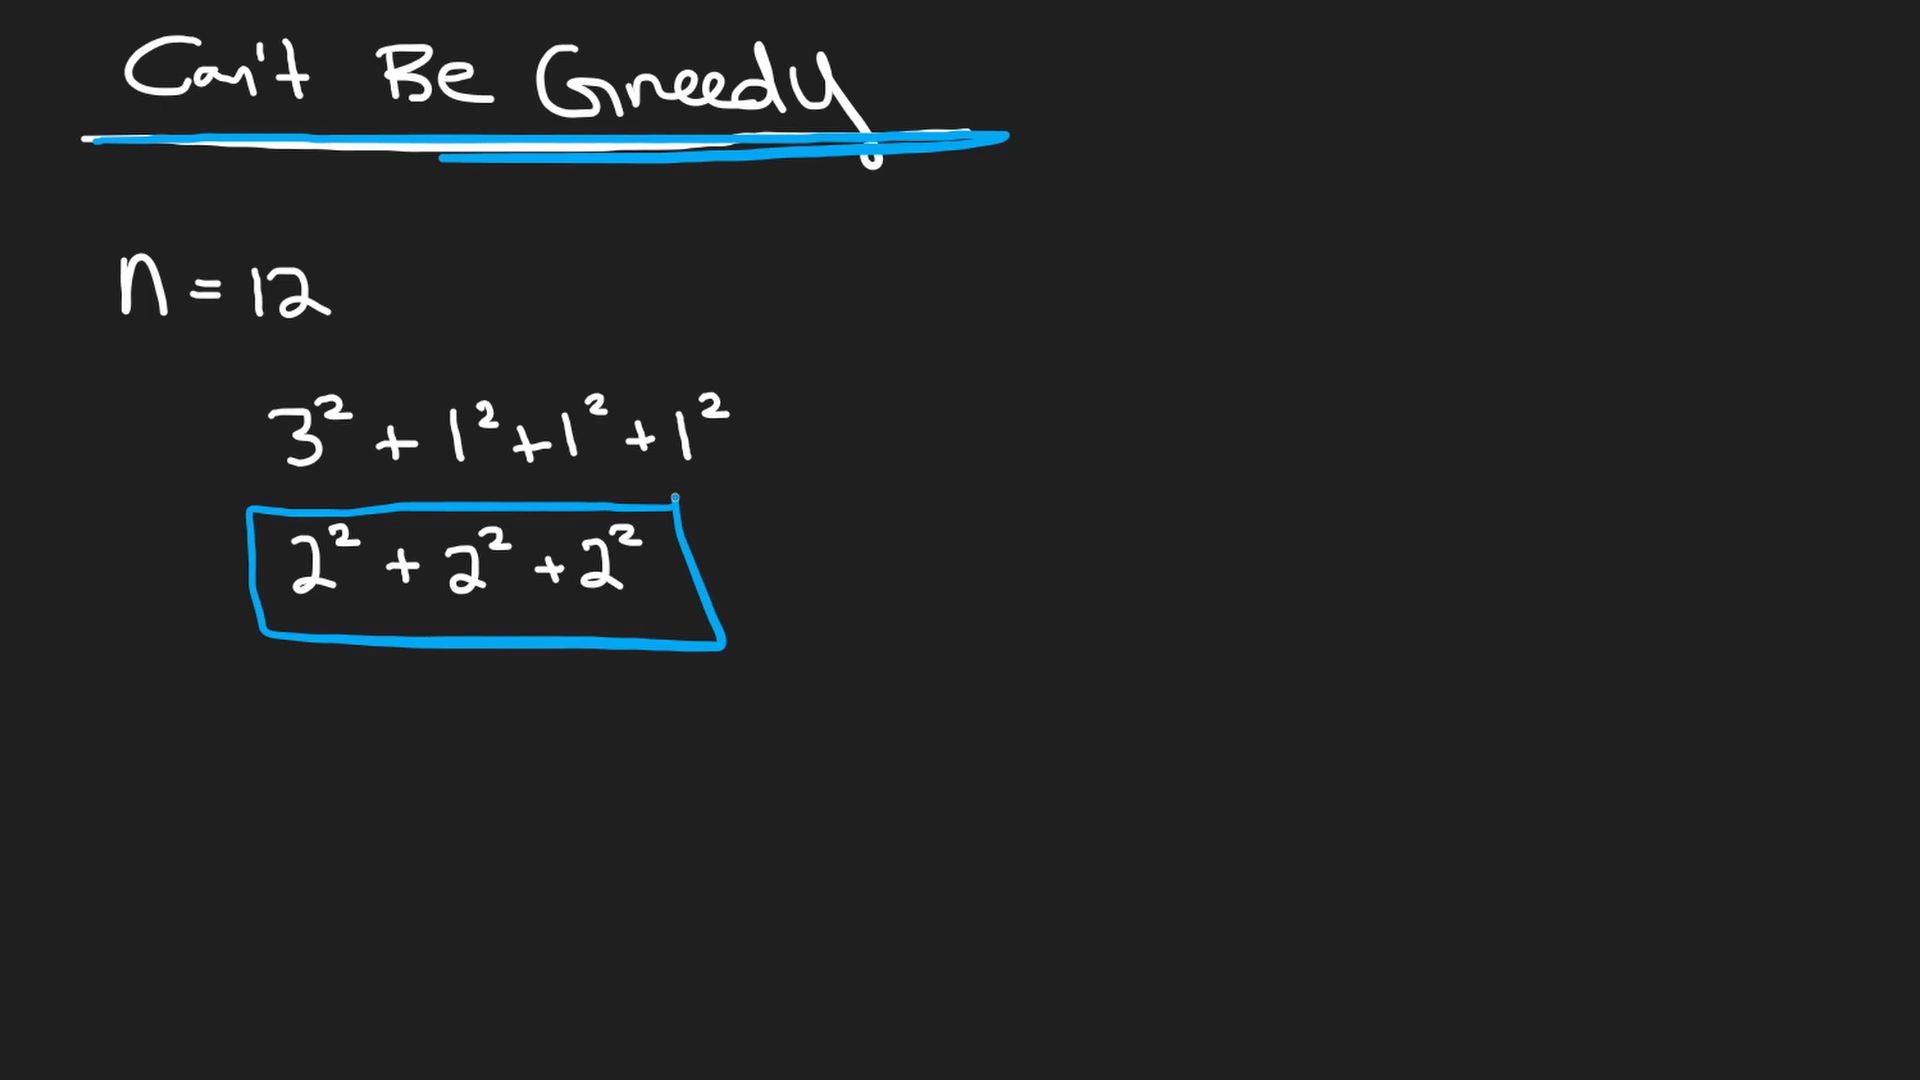 Can't Be Greedy
n = 12
3² + 1² + 1² + 1²
2² + 2² + 2²